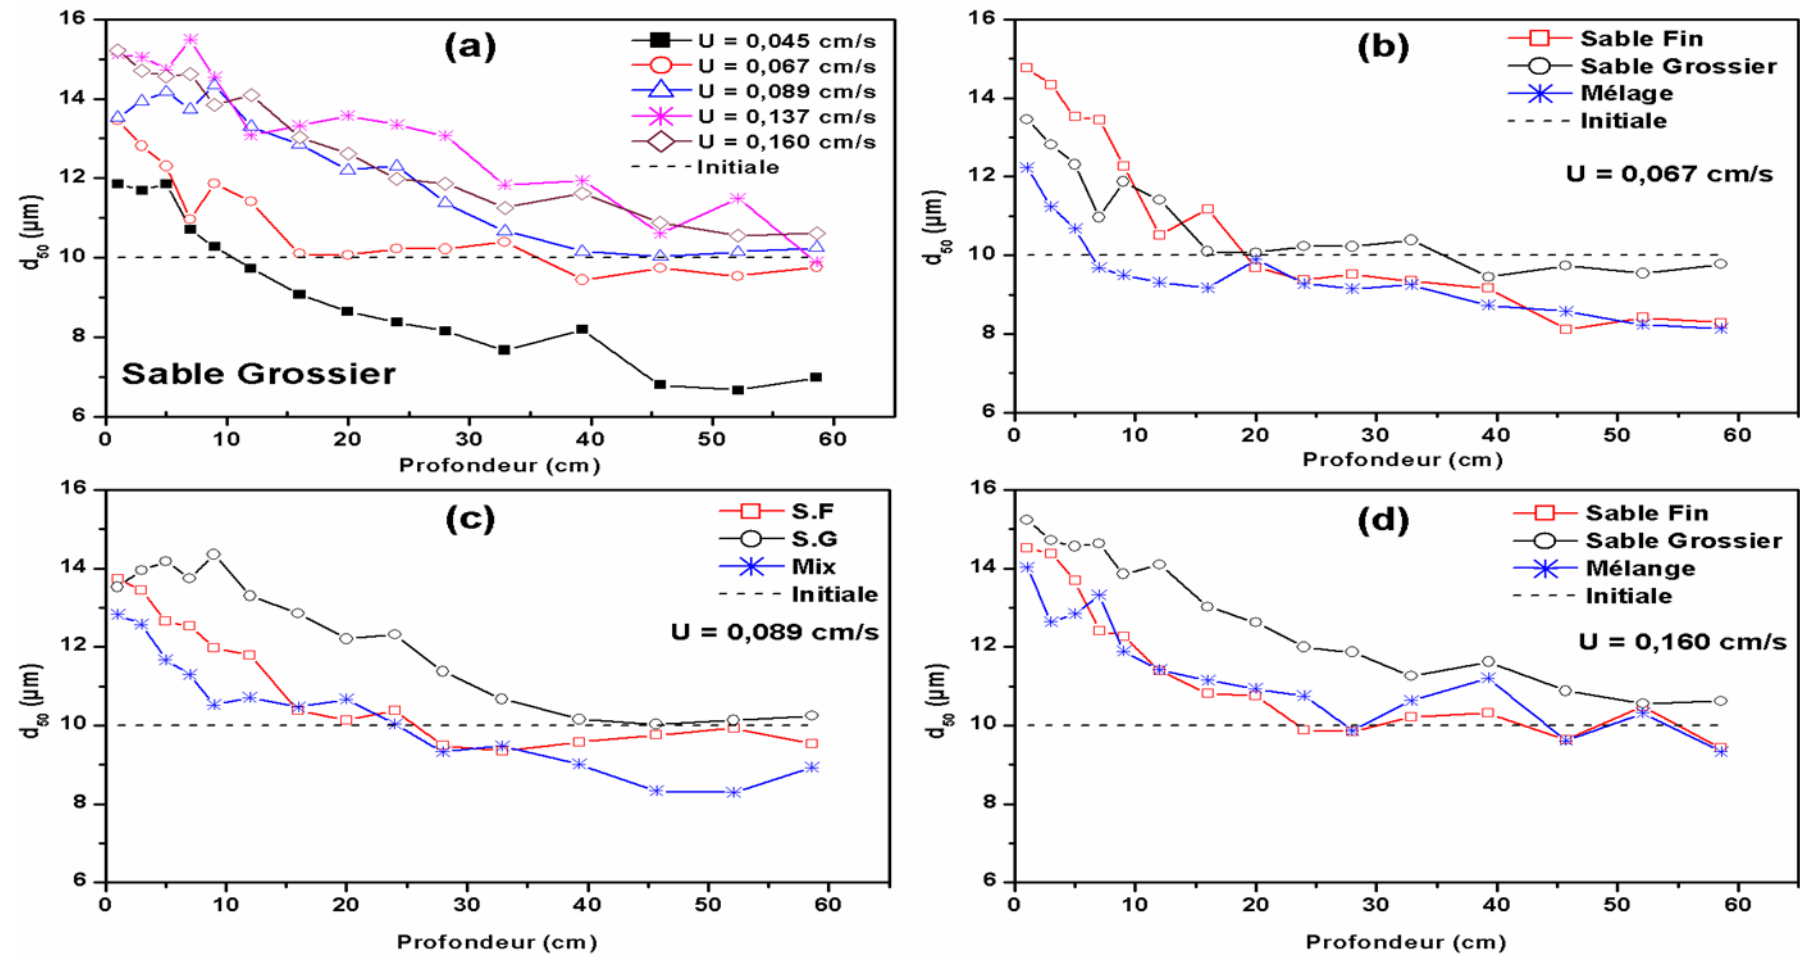 (a)
U = 0,045 cm/s
U = 0,067 cm/s
U = 0,089 cm/s
U = 0,137 cm/s
U = 0,160 cm/s
Initiale
Sable Grossier
d50 (µm)
16
14
12
10
8
6
0 10 20 30 40 50 60
Profondeur (cm)
(b)
Sable Fin
Sable Grossier
Mélage
Initiale
U = 0,067 cm/s
d50 (µm)
16
14
12
10
8
6
0 10 20 30 40 50 60
Profondeur (cm)
(c)
S.F
S.G
Mix
Initiale
U = 0,089 cm/s
d50 (µm)
16
14
12
10
8
6
0 10 20 30 40 50 60
Profondeur (cm)
(d)
Sable Fin
Sable Grossier
Mélange
Initiale
U = 0,160 cm/s
d50 (µm)
16
14
12
10
8
6
0 10 20 30 40 50 60
Profondeur (cm)